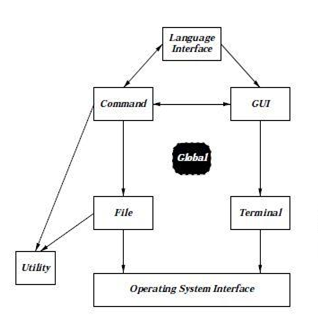 Language
Interface
Command
GUI
Global
File
Terminal
Utility
Operating System Interface